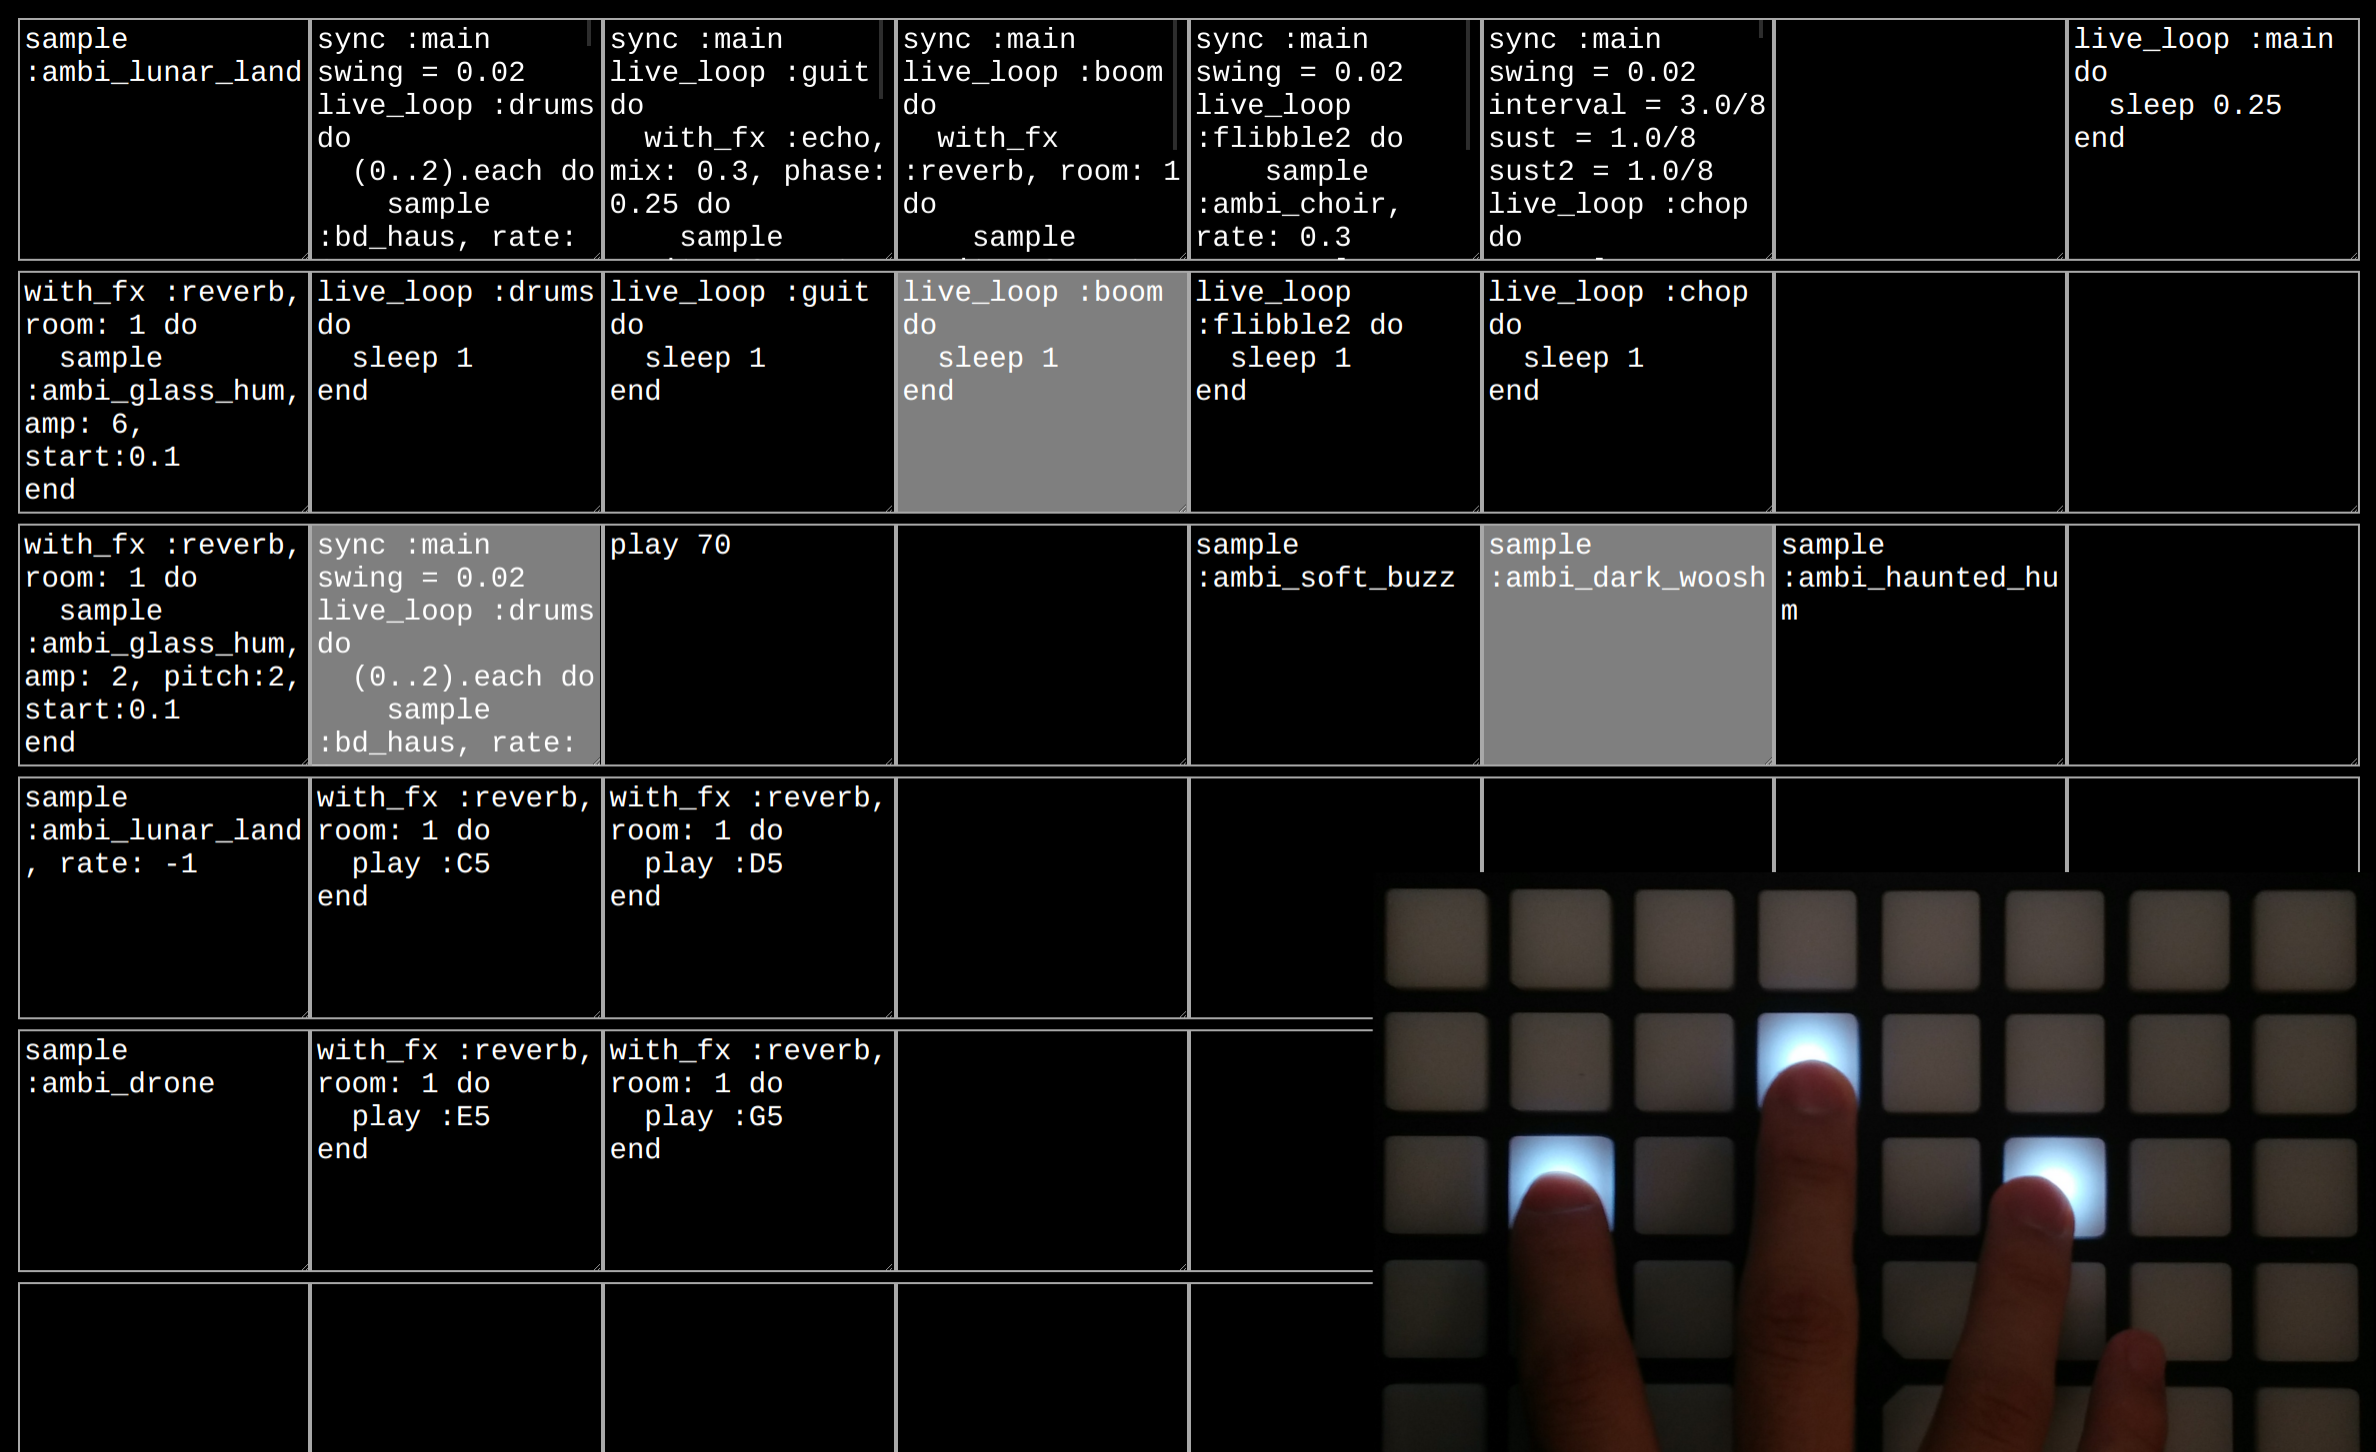 sample
:ambi_lunar_land
sync :main
swing = 0.02
live_loop :drums
do
  (0..2).each do
    sample
:bd_haus, rate:
sync :main
live_loop :guit
do
  with_fx :echo,
mix: 0.3, phase:
0.25 do
    sample
sync :main
live_loop :boom
do
  with_fx
:reverb, room: 1
do
    sample
sync :main
swing = 0.02
live_loop
:flibble2 do
    sample
:ambi_choir,
rate: 0.3
sync :main
swing = 0.02
interval = 3.0/8
sust = 1.0/8
sust2 = 1.0/8
live_loop :chop
do
live_loop :main
do
  sleep 0.25
end
with_fx :reverb,
room: 1 do
  sample
:ambi_glass_hum,
amp: 6,
start:0.1
end
live_loop :drums
do
  sleep 1
end
live_loop :guit
do
  sleep 1
end
live_loop :boom
do
  sleep 1
end
live_loop
:flibble2 do
  sleep 1
end
live_loop :chop
do
  sleep 1
end
with_fx :reverb,
room: 1 do
  sample
:ambi_glass_hum,
amp: 2, pitch:2,
start:0.1
end
sync :main
swing = 0.02
live_loop :drums
do
  (0..2).each do
    sample
:bd_haus, rate:
play 70
sample
:ambi_soft_buzz
sample
:ambi_dark_woosh
sample
:ambi_haunted_hu
m
sample
:ambi_lunar_land
, rate: -1
with_fx :reverb,
room: 1 do
  play :C5
end
with_fx :reverb,
room: 1 do
  play :D5
end
sample
:ambi_drone
with_fx :reverb,
room: 1 do
  play :E5
end
with_fx :reverb,
room: 1 do
  play :G5
end